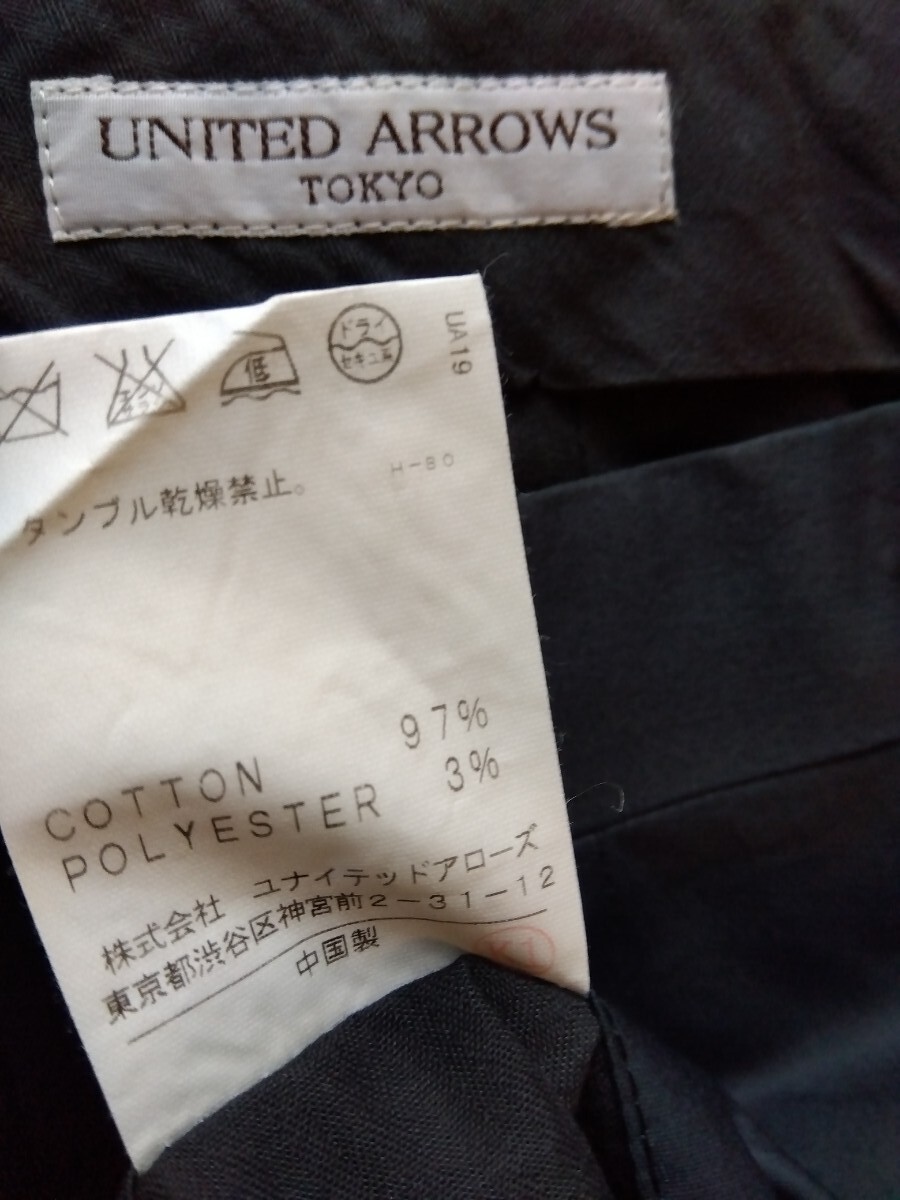 UNITED ARROWS
TOKYO
低
ドライ
セキユ系
UA19
H-80
タンブル乾燥禁止。
COTTON 97%
POLYESTER 3%
株式会社 ユナイテッドアローズ
東京都渋谷区神宮前2-31-12
中国製